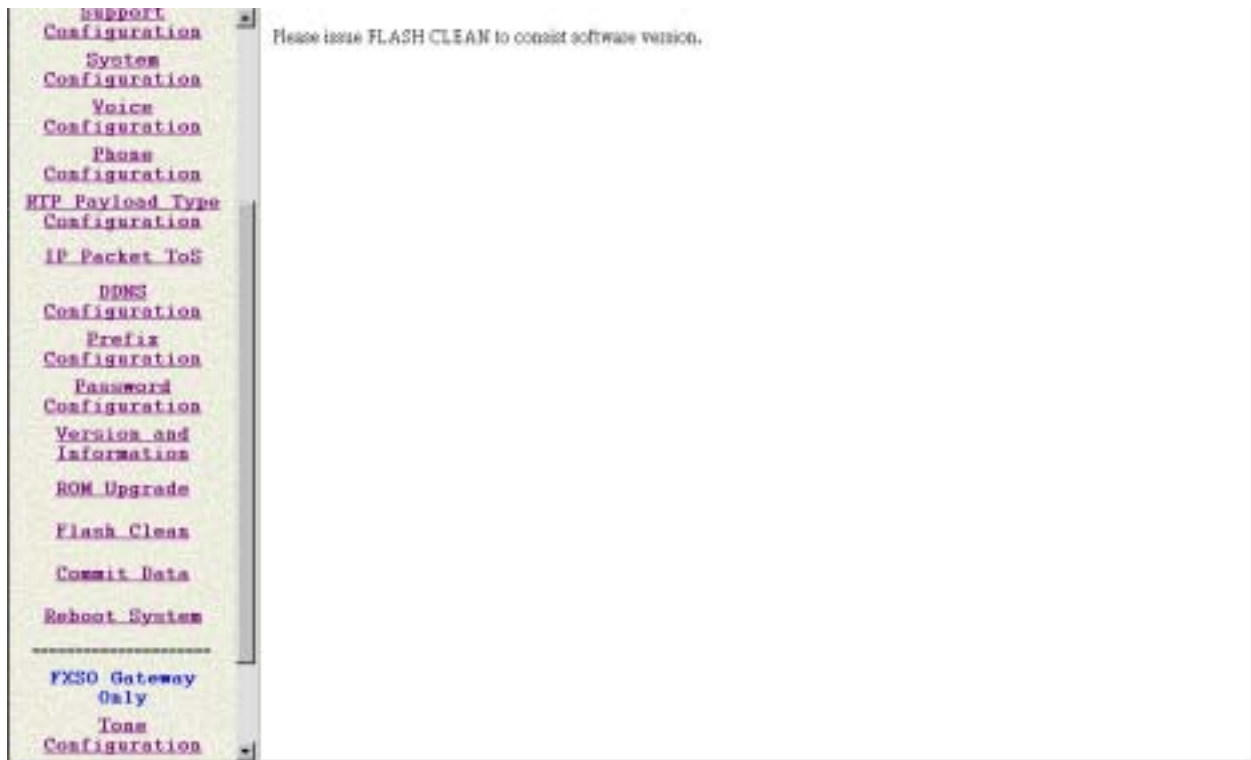 Support
Configuration
System
Configuration
Voice
Configuration
Phone
Configuration
RTP Payload Type
Configuration
IP Packet ToS
DDNS
Configuration
Prefix
Configuration
Password
Configuration
Version and
Information
ROM Upgrade
Flash Clean
Commit Data
Reboot System
----------------------
FXSO Gateway
Only
Tone
Configuration
Please issue FLASH CLEAN to consist software version.